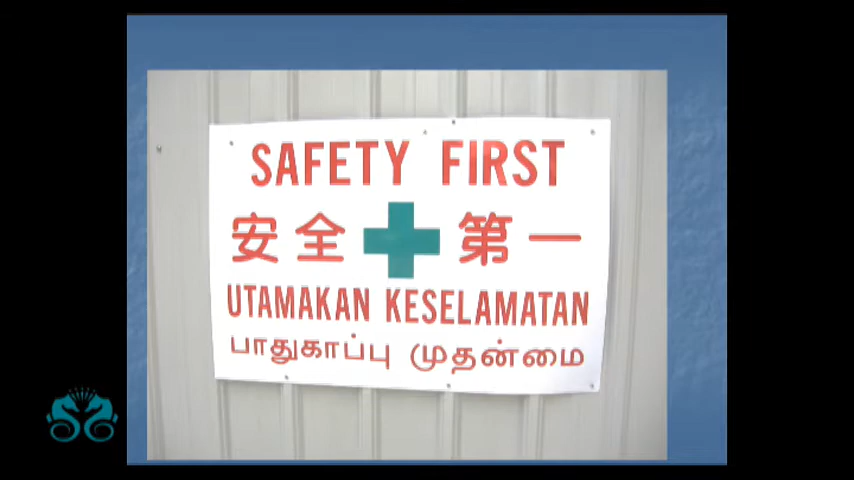 SAFETY FIRST
安全 第一
UTAMAKAN KESELAMATAN
பாதுகாப்பு முதன்மை